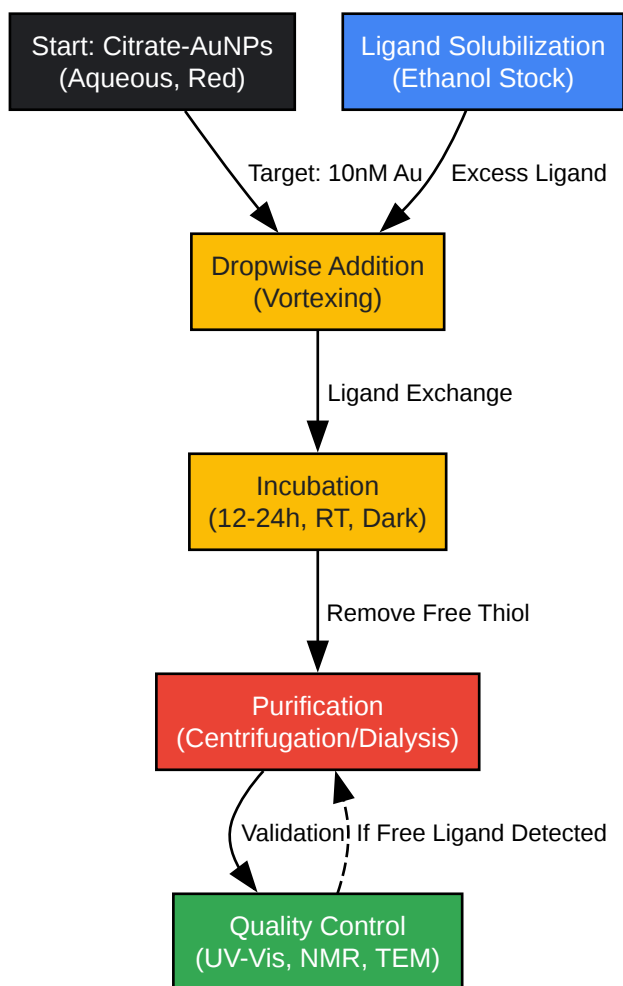 Start: Citrate-AuNPs
(Aqueous, Red)
Ligand Solubilization
(Ethanol Stock)
Target: 10nM Au
Excess Ligand
Dropwise Addition
(Vortexing)
Ligand Exchange
Incubation
(12-24h, RT, Dark)
Remove Free Thiol
Purification
(Centrifugation/Dialysis)
Validation
If Free Ligand Detected
Quality Control
(UV-Vis, NMR, TEM)